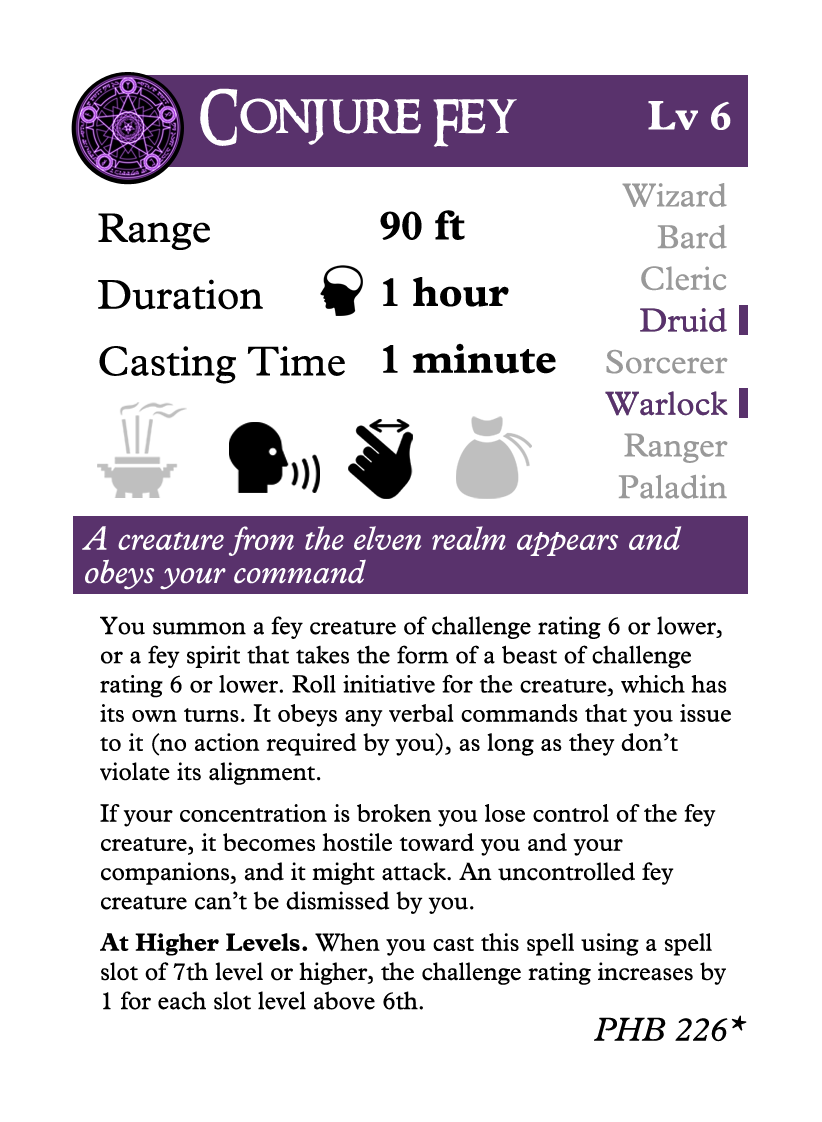 CONJURE FEY Lv 6
Wizard
Range 90 ft
Bard
Cleric
Duration 1 hour
Druid
Casting Time 1 minute
Sorcerer
Warlock
Ranger
Paladin
A creature from the elven realm appears and
obeys your command
You summon a fey creature of challenge rating 6 or lower,
or a fey spirit that takes the form of a beast of challenge
rating 6 or lower. Roll initiative for the creature, which has
its own turns. It obeys any verbal commands that you issue
to it (no action required by you), as long as they don’t
violate its alignment.
If your concentration is broken you lose control of the fey
creature, it becomes hostile toward you and your
companions, and it might attack. An uncontrolled fey
creature can’t be dismissed by you.
At Higher Levels. When you cast this spell using a spell
slot of 7th level or higher, the challenge rating increases by
1 for each slot level above 6th.
PHB 226*